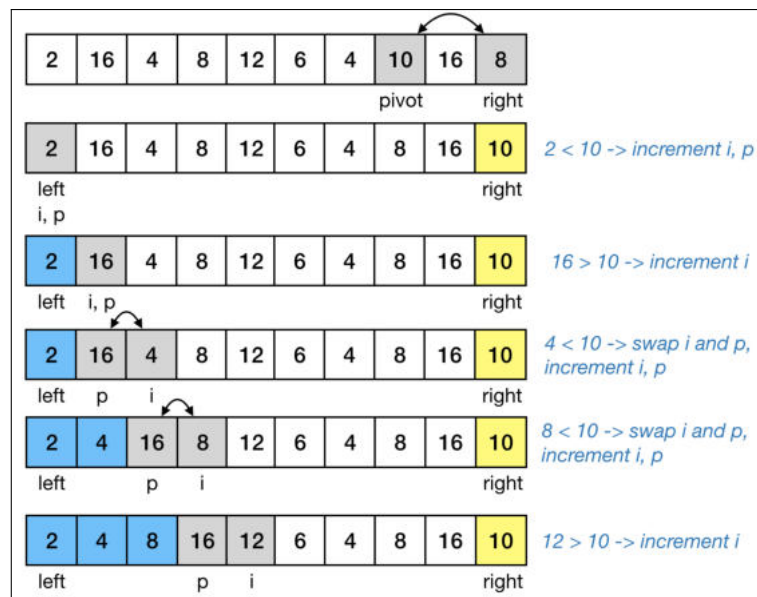 2 16 4 8 12 6 4 10 16 8
pivot right
2 16 4 8 12 6 4 8 16 10 2 < 10 -> increment i, p
left right
i, p
2 16 4 8 12 6 4 8 16 10 16 > 10 -> increment i
left i, p right
2 16 4 8 12 6 4 8 16 10 4 < 10 -> swap i and p,
increment i, p
left p i right
2 4 16 8 12 6 4 8 16 10 8 < 10 -> swap i and p,
increment i, p
left p i right
2 4 8 16 12 6 4 8 16 10 12 > 10 -> increment i
left p i right